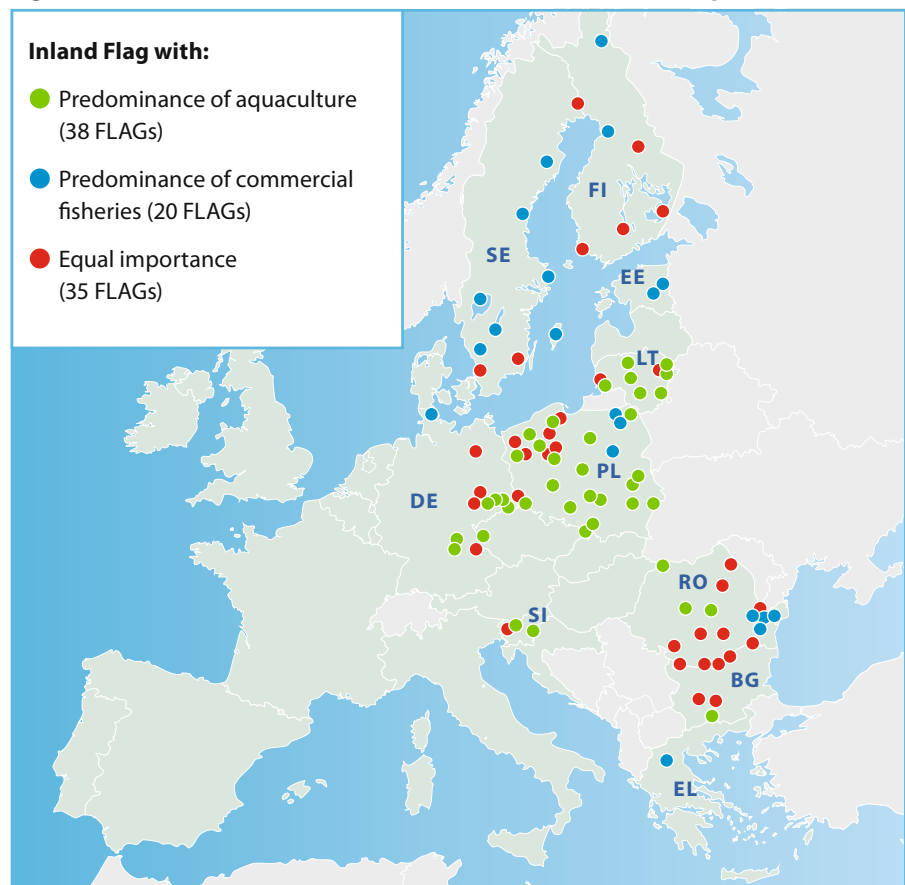 Inland Flag with:
Predominance of aquaculture
(38 FLAGs)
Predominance of commercial
fisheries (20 FLAGs)
Equal importance
(35 FLAGs)
FI
SE
EE
LT
PL
DE
RO
SI
BG
EL